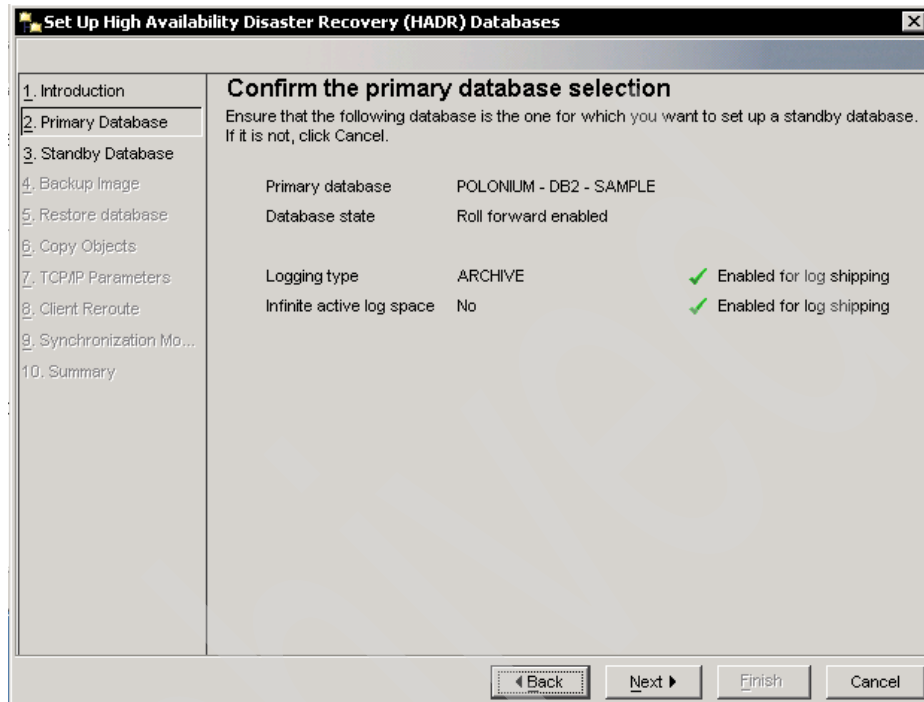 Set Up High Availability Disaster Recovery (HADR) Databases
1. Introduction
2. Primary Database
3. Standby Database
4. Backup Image
5. Restore database
6. Copy Objects
7. TCP/IP Parameters
8. Client Reroute
9. Synchronization Mo...
10. Summary
Confirm the primary database selection
Ensure that the following database is the one for which you want to set up a standby database.
If it is not, click Cancel.
Primary database POLONIUM - DB2 - SAMPLE
Database state Roll forward enabled
Logging type ARCHIVE Enabled for log shipping
Infinite active log space No Enabled for log shipping
Back Next Finish Cancel